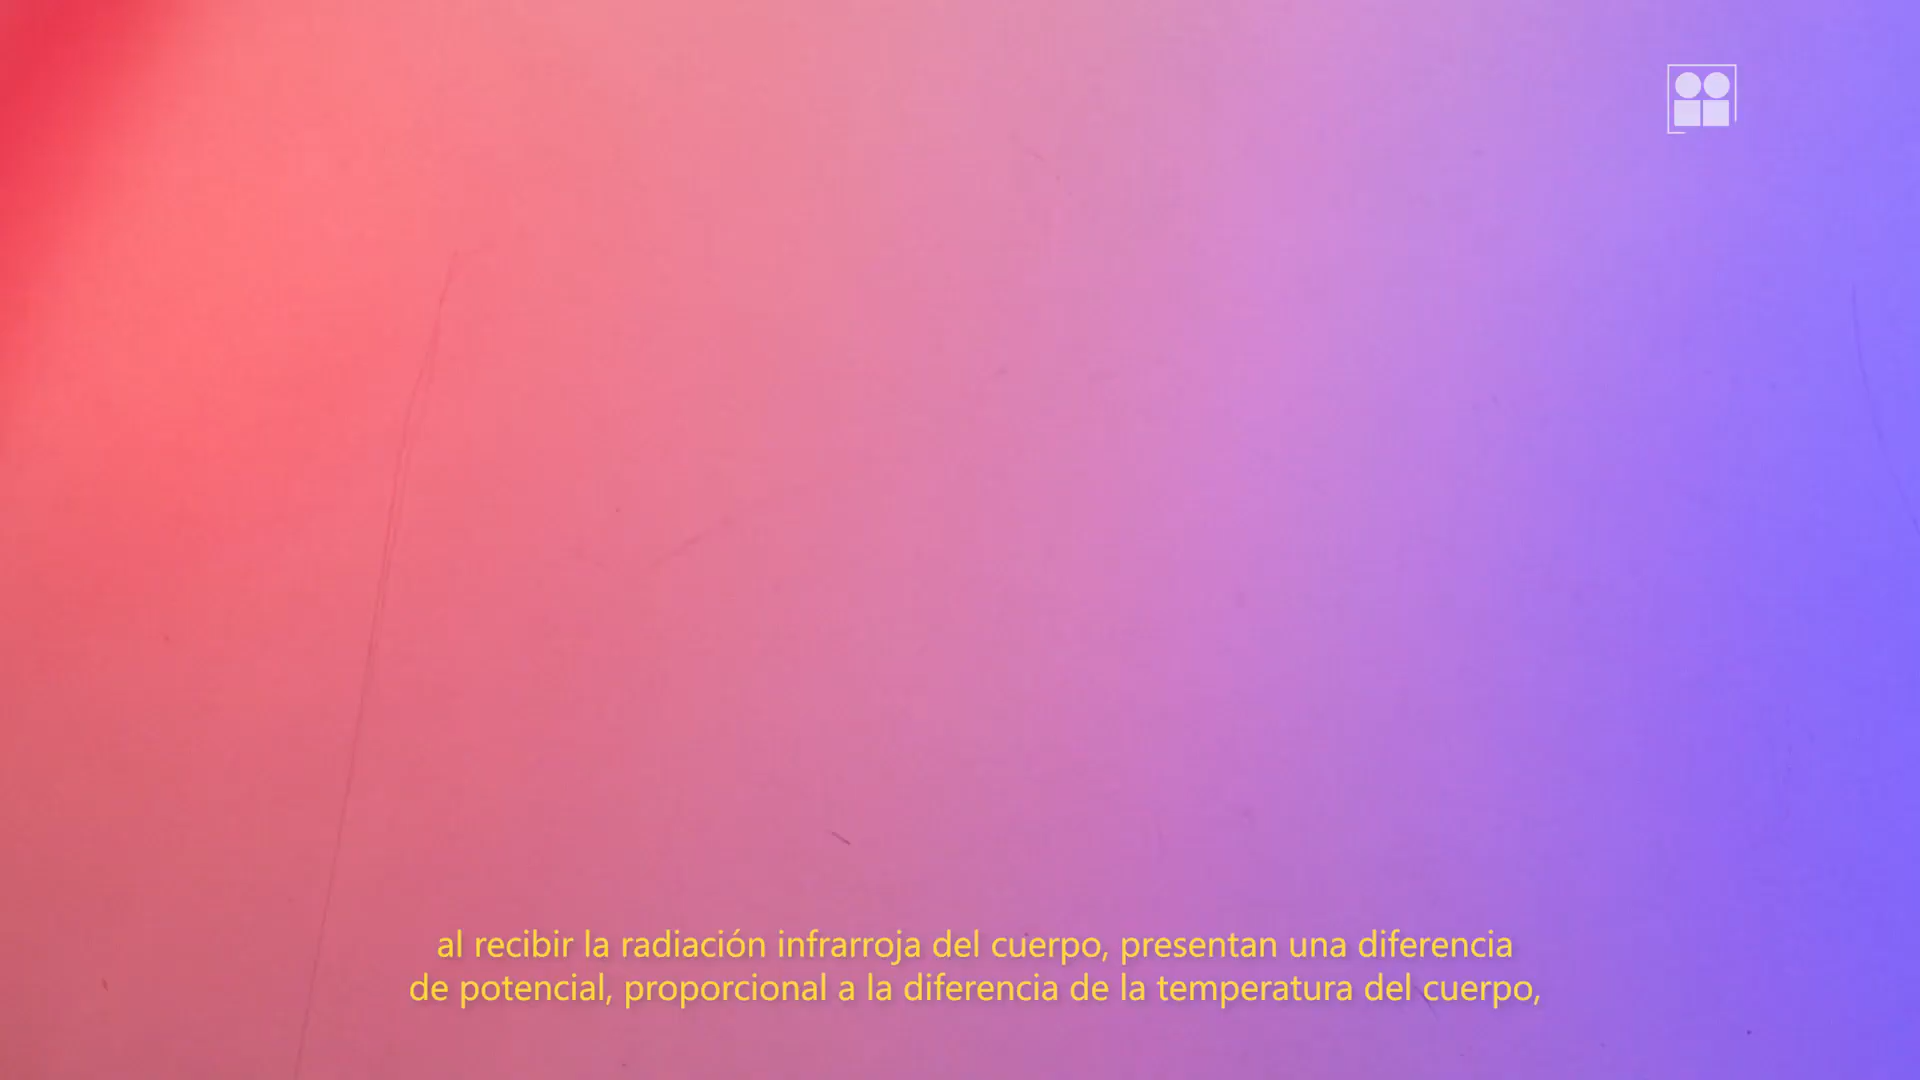 al recibir la radiación infrarroja del cuerpo, presentan una diferencia
de potencial, proporcional a la diferencia de la temperatura del cuerpo,